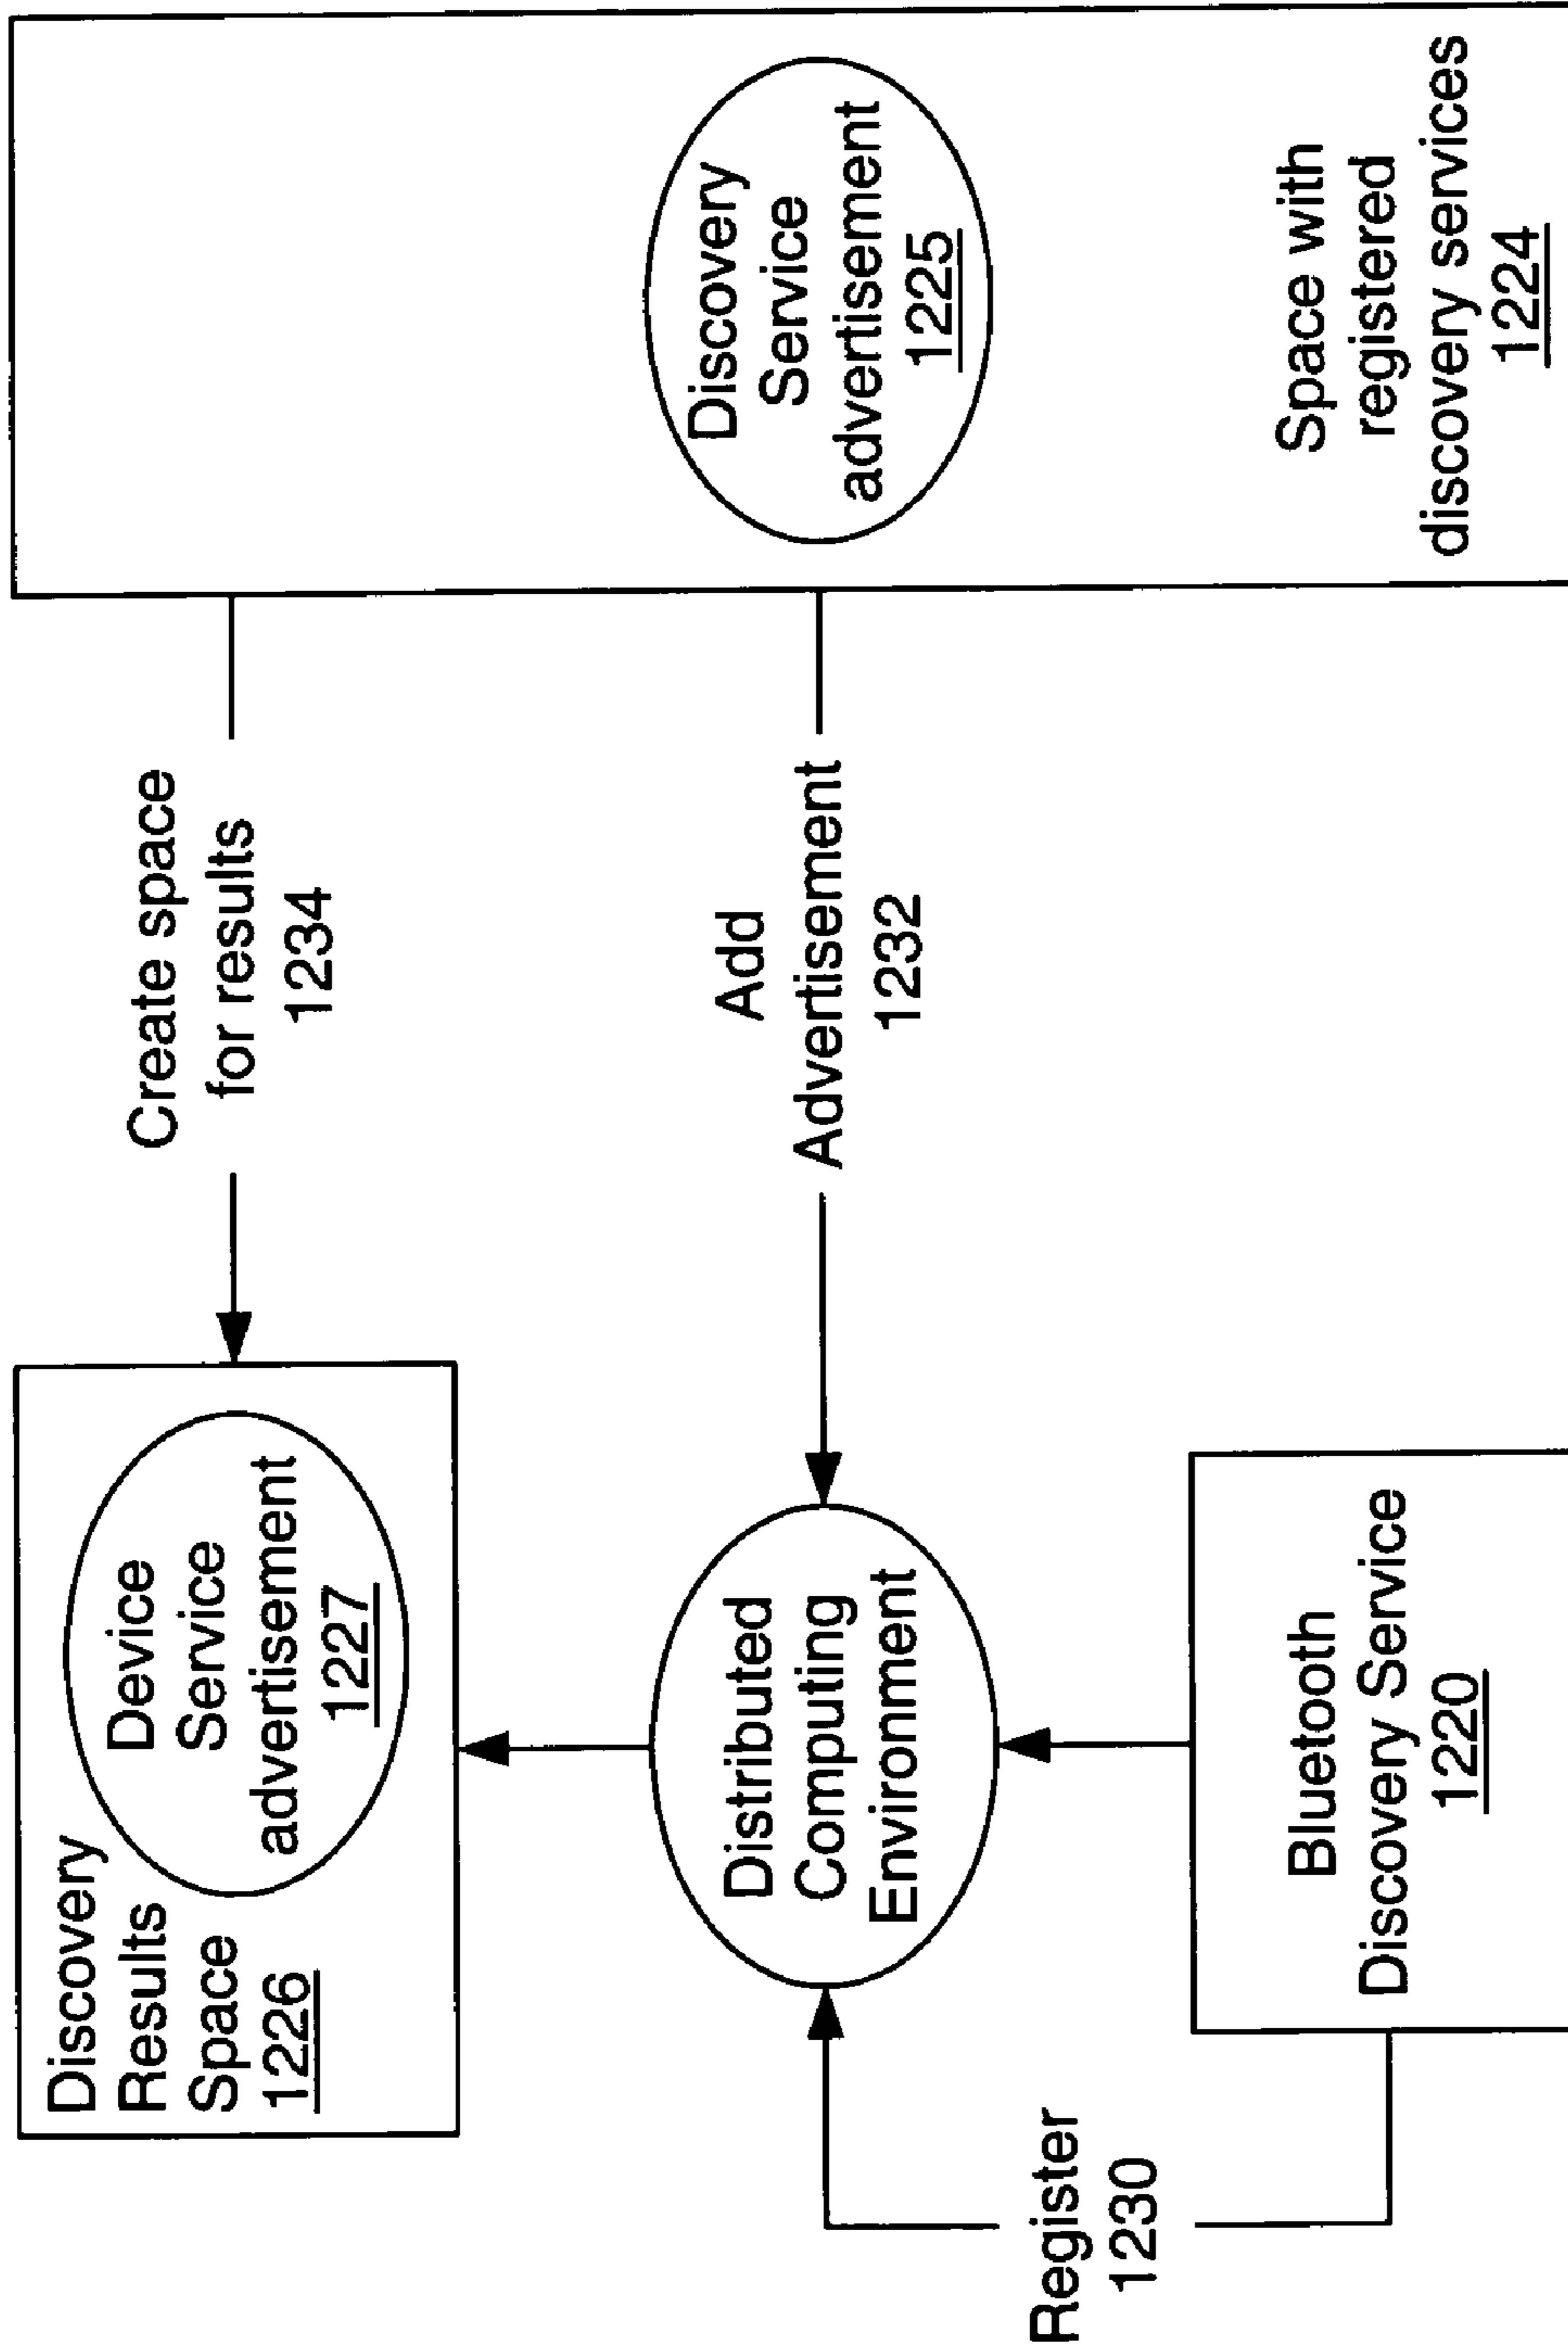 Discovery
Results
Space
1226
Device
Service
advertisement
1227
Create space
for results
1234
Distributed
Computing
Environment
Add
Advertisement
1232
Discovery
Service
advertisement
1225
Register
1230
Bluetooth
Discovery Service
1220
Space with
registered
discovery services
1224